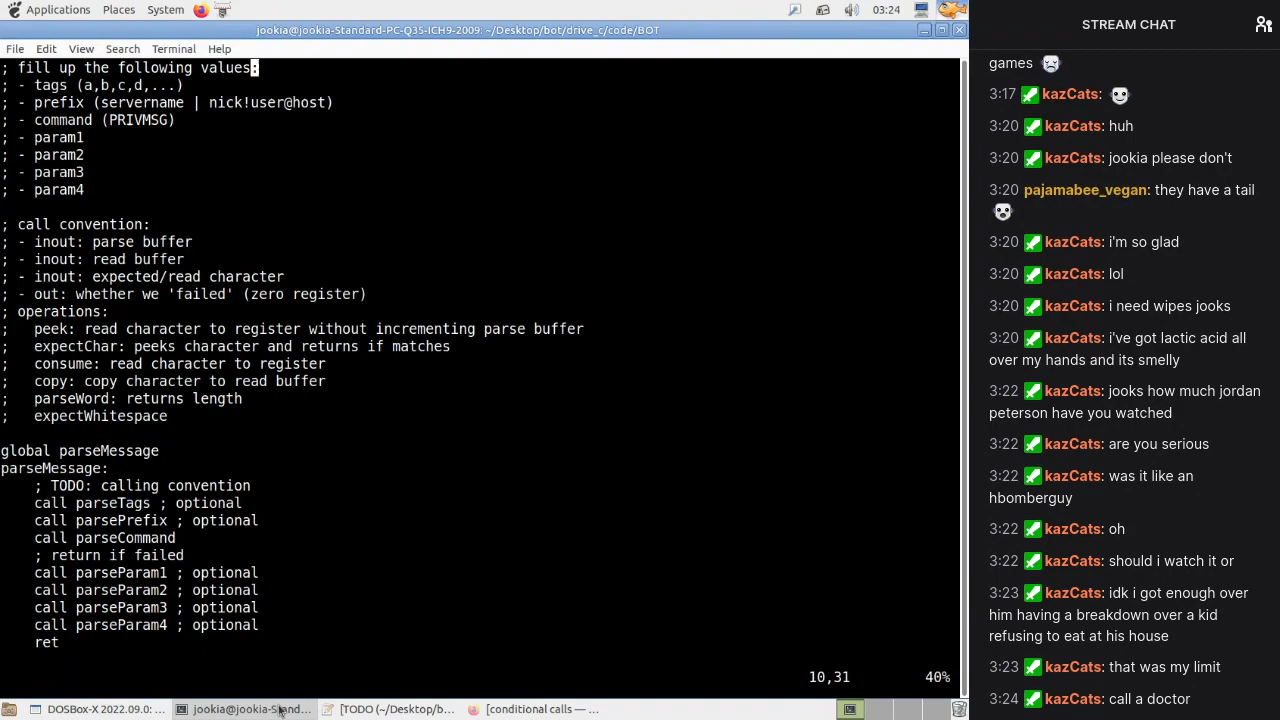 Applications Places System 03:24
jookia@jookia-Standard-PC-Q35-ICH9-2009: ~/Desktop/bot/drive_c/code/BOT
File Edit View Search Terminal Help
; fill up the following values:
; - tags (a,b,c,d,...)
; - prefix (servername | nick!user@host)
; - command (PRIVMSG)
; - param1
; - param2
; - param3
; - param4
; call convention:
; - inout: parse buffer
; - inout: read buffer
; - inout: expected/read character
; - out: whether we 'failed' (zero register)
; operations:
;   peek: read character to register without incrementing parse buffer
;   expectChar: peeks character and returns if matches
;   consume: read character to register
;   copy: copy character to read buffer
;   parseWord: returns length
;   expectWhitespace
global parseMessage
parseMessage:
    ; TODO: calling convention
    call parseTags ; optional
    call parsePrefix ; optional
    call parseCommand
    ; return if failed
    call parseParam1 ; optional
    call parseParam2 ; optional
    call parseParam3 ; optional
    call parseParam4 ; optional
    ret
10,31 40%
DOSBox-X 2022.09.0: ... jookia@jookia-Stand... [TODO (~/Desktop/b... [conditional calls — ...
STREAM CHAT
games
3:17 kazCats:
3:20 kazCats: huh
3:20 kazCats: jookia please don't
3:20 pajamabee_vegan: they have a tail
3:20 kazCats: i'm so glad
3:20 kazCats: lol
3:20 kazCats: i need wipes jooks
3:20 kazCats: i've got lactic acid all
over my hands and its smelly
3:22 kazCats: jooks how much jordan
peterson have you watched
3:22 kazCats: are you serious
3:22 kazCats: was it like an
hbomberguy
3:22 kazCats: oh
3:22 kazCats: should i watch it or
3:23 kazCats: idk i got enough over
him having a breakdown over a kid
refusing to eat at his house
3:23 kazCats: that was my limit
3:24 kazCats: call a doctor